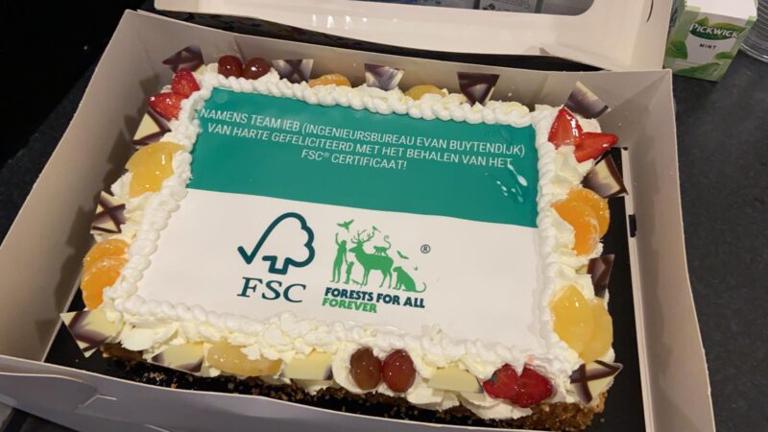 PICKWICK
MINT
NAMENS TEAM IEB (INGENIEURSBUREAU EVAN BUYTENDIJK)
VAN HARTE GEFELICITEERD MET HET BEHALEN VAN HET
FSC® CERTIFICAAT!
®
FSC
FORESTS FOR ALL
FOREVER